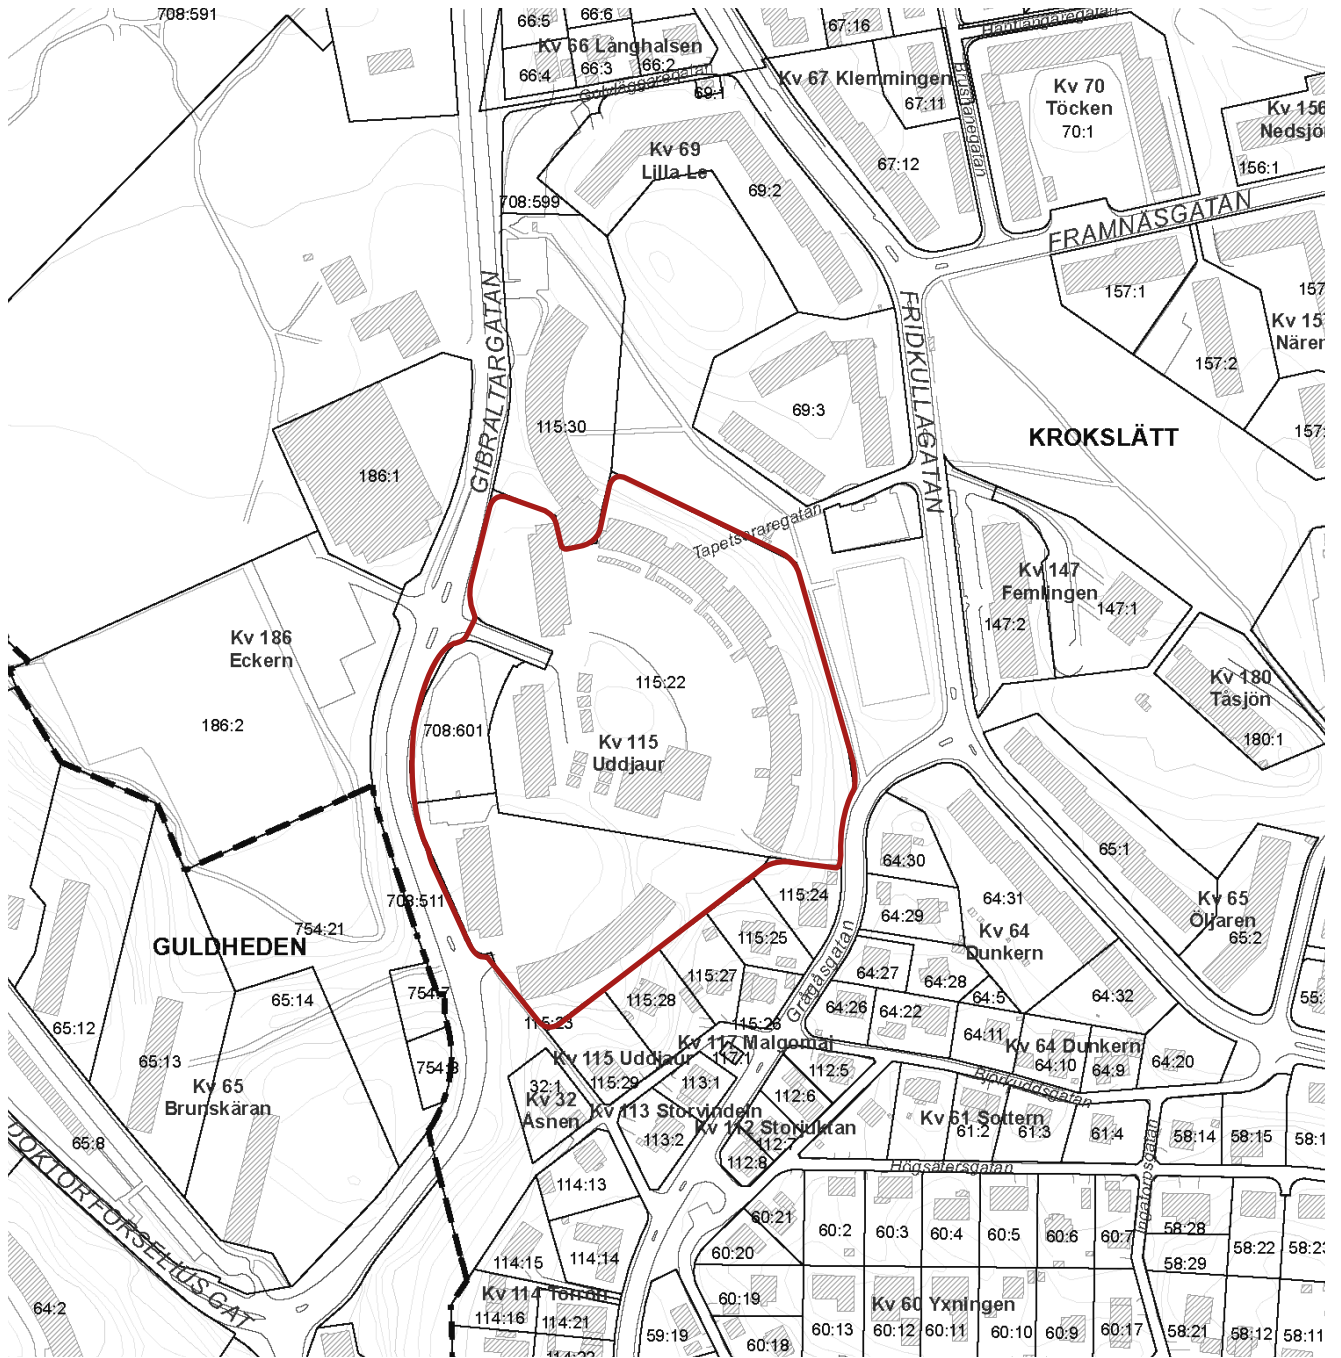 708:591
66:5
66:6
67:16
Hantlangaregatan
Kv 66 Långhalsen
66:4
66:3
66:2
Golvläggaregatan
69:1
Kv 67 Klemmingen
67:11
Brushanegatan
Kv 70
Töcken
70:1
Kv 156
156:1
Kv 69
Lilla Le
69:2
67:12
708:599
FRAMNÄSGATAN
157:1
157:2
GIBRALTARGATAN
FRIDKULLAGATAN
115:30
69:3
KROKSLÄTT
186:1
Tapetseraregatan
Kv 147
Femlingen
147:1
147:2
Kv 186
Eckern
186:2
115:22
708:601
Kv 115
Uddjaur
Kv 180
Tåsjön
180:1
65:1
64:30
64:31
64:29
Kv 65
Öljaren
65:2
Kv 64
Dunkern
708:511
754:21
GULDHEDEN
115:24
115:25
Gråggåsgatan
64:27
64:28
64:5
64:32
754:7
65:14
115:27
115:28
115:26
115:23
64:26
64:22
64:11
65:12
65:13
Kv 65
Brunskäran
754:8
Kv 117 Malgomaj
117:1
Kv 115 Uddjaur
115:29
Kv 64 Dunkern
64:10
64:9
64:20
Björkuddsgatan
32:1
Kv 32
Åsnen
113:1
Kv 113 Storvindeln
113:2
112:5
112:6
Kv 112 Storjuktan
112:7
112:8
Kv 61 Sottern
61:2
61:3
61:4
58:14
58:15
65:8
DOKTOR FORSELIUS GAT
Högsätersgatan
Ingatorpsgatan
114:13
114:14
114:15
60:21
60:20
60:2
60:3
60:4
60:5
60:6
60:7
58:28
58:29
58:22
58:23
64:2
Kv 114 Torrön
114:16
114:21
60:19
Kv 60 Yxningen
59:19
60:18
60:13
60:12
60:11
60:10
60:9
60:17
58:21
58:12
58:11